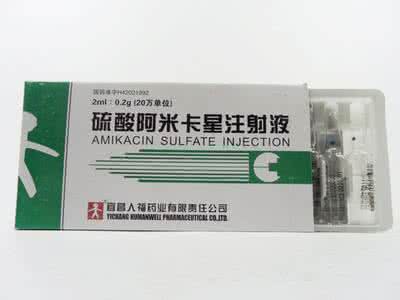 国药准字H42021992
2ml:0.2g (20万单位)
硫酸阿米卡星注射液
AMIKACIN SULFATE INJECTION
宜昌人福药业有限责任公司
YICHANG HUMANWELL PHARMACEUTICAL CO.,LTD.